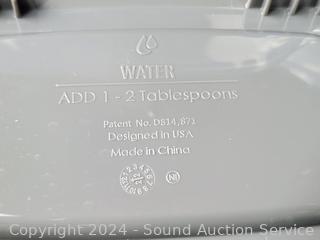 WATER
ADD 1 - 2 Tablespoons
Patent No. D814,871
Designed in USA
Made in China
Copyright 2024 - Sound Auction Service